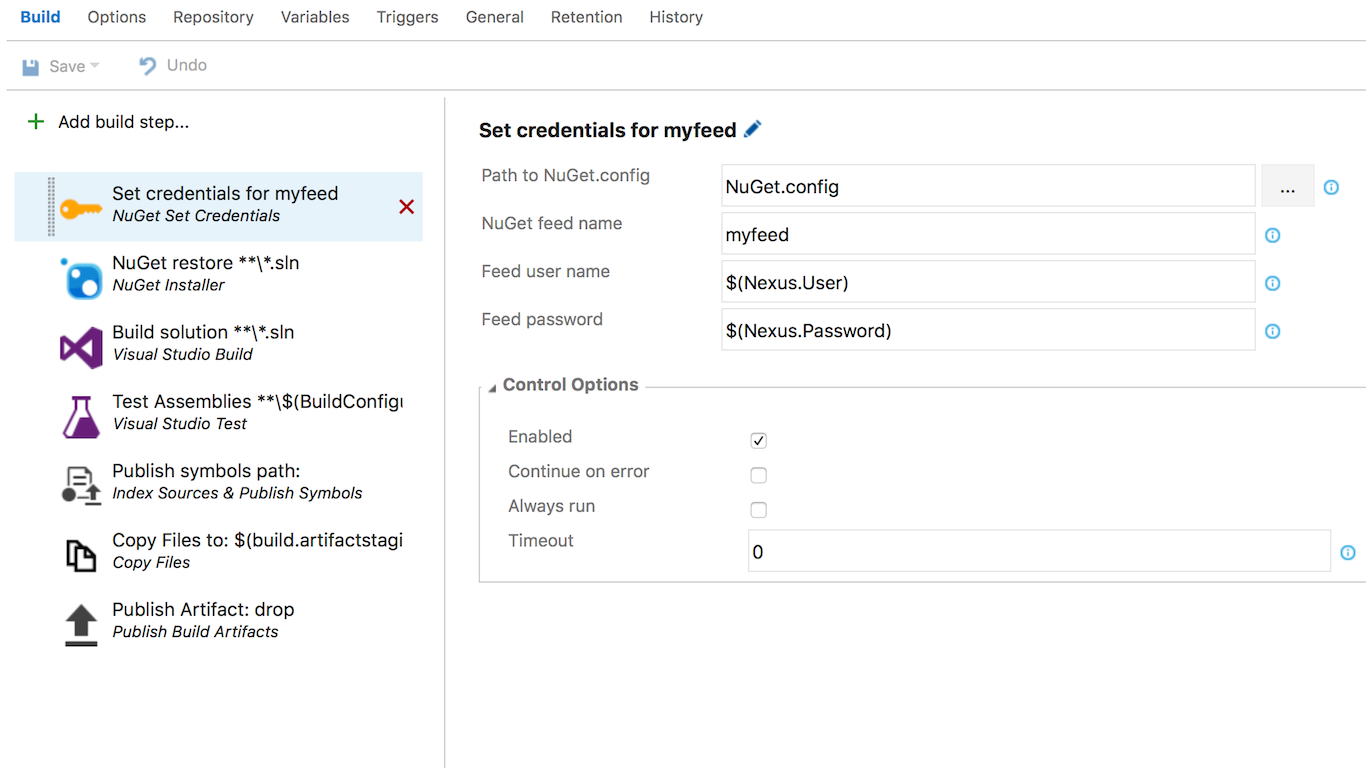 Build Options Repository Variables Triggers General Retention History
Save Undo
Add build step...
Set credentials for myfeed
NuGet Set Credentials
NuGet restore **\*.sln
NuGet Installer
Build solution **\*.sln
Visual Studio Build
Test Assemblies **\$(BuildConfigu
Visual Studio Test
Publish symbols path:
Index Sources & Publish Symbols
Copy Files to: $(build.artifactstagi
Copy Files
Publish Artifact: drop
Publish Build Artifacts
Set credentials for myfeed
Path to NuGet.config NuGet.config ...
NuGet feed name myfeed
Feed user name $(Nexus.User)
Feed password $(Nexus.Password)
Control Options
Enabled
Continue on error
Always run
Timeout 0